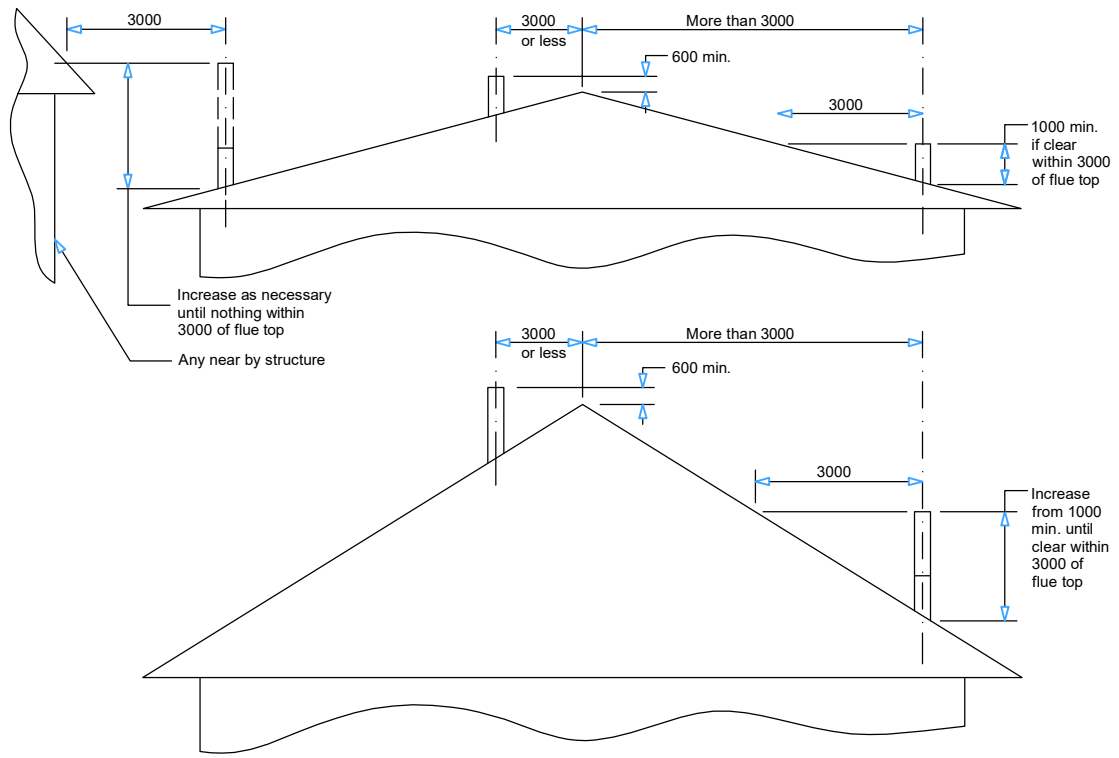 3000
3000
or less
More than 3000
600 min.
3000
1000 min.
if clear
within 3000
of flue top
Increase as necessary
until nothing within
3000 of flue top
Any near by structure
3000
or less
More than 3000
600 min.
3000
Increase
from 1000
min. until
clear within
3000 of
flue top